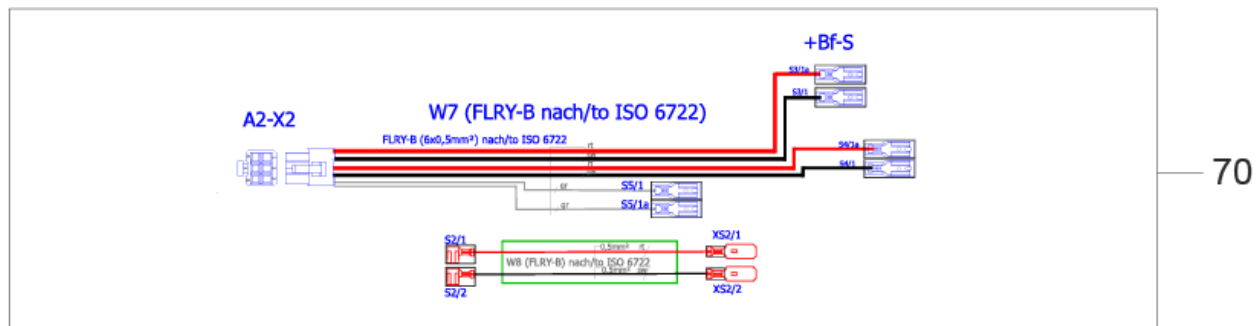 +Bf-S
S3/1a
S3/1
W7 (FLRY-B nach/to ISO 6722)
A2-X2
FLRY-B (6x0,5mm²) nach/to ISO 6722
rt
S4/1a
S4/1
70
gr
S5/1
gr
S5/1a
S2/1
XS2/1
0,5mm² rt
W8 (FLRY-B) nach/to ISO 6722
0,5mm² sw
S2/2
XS2/2